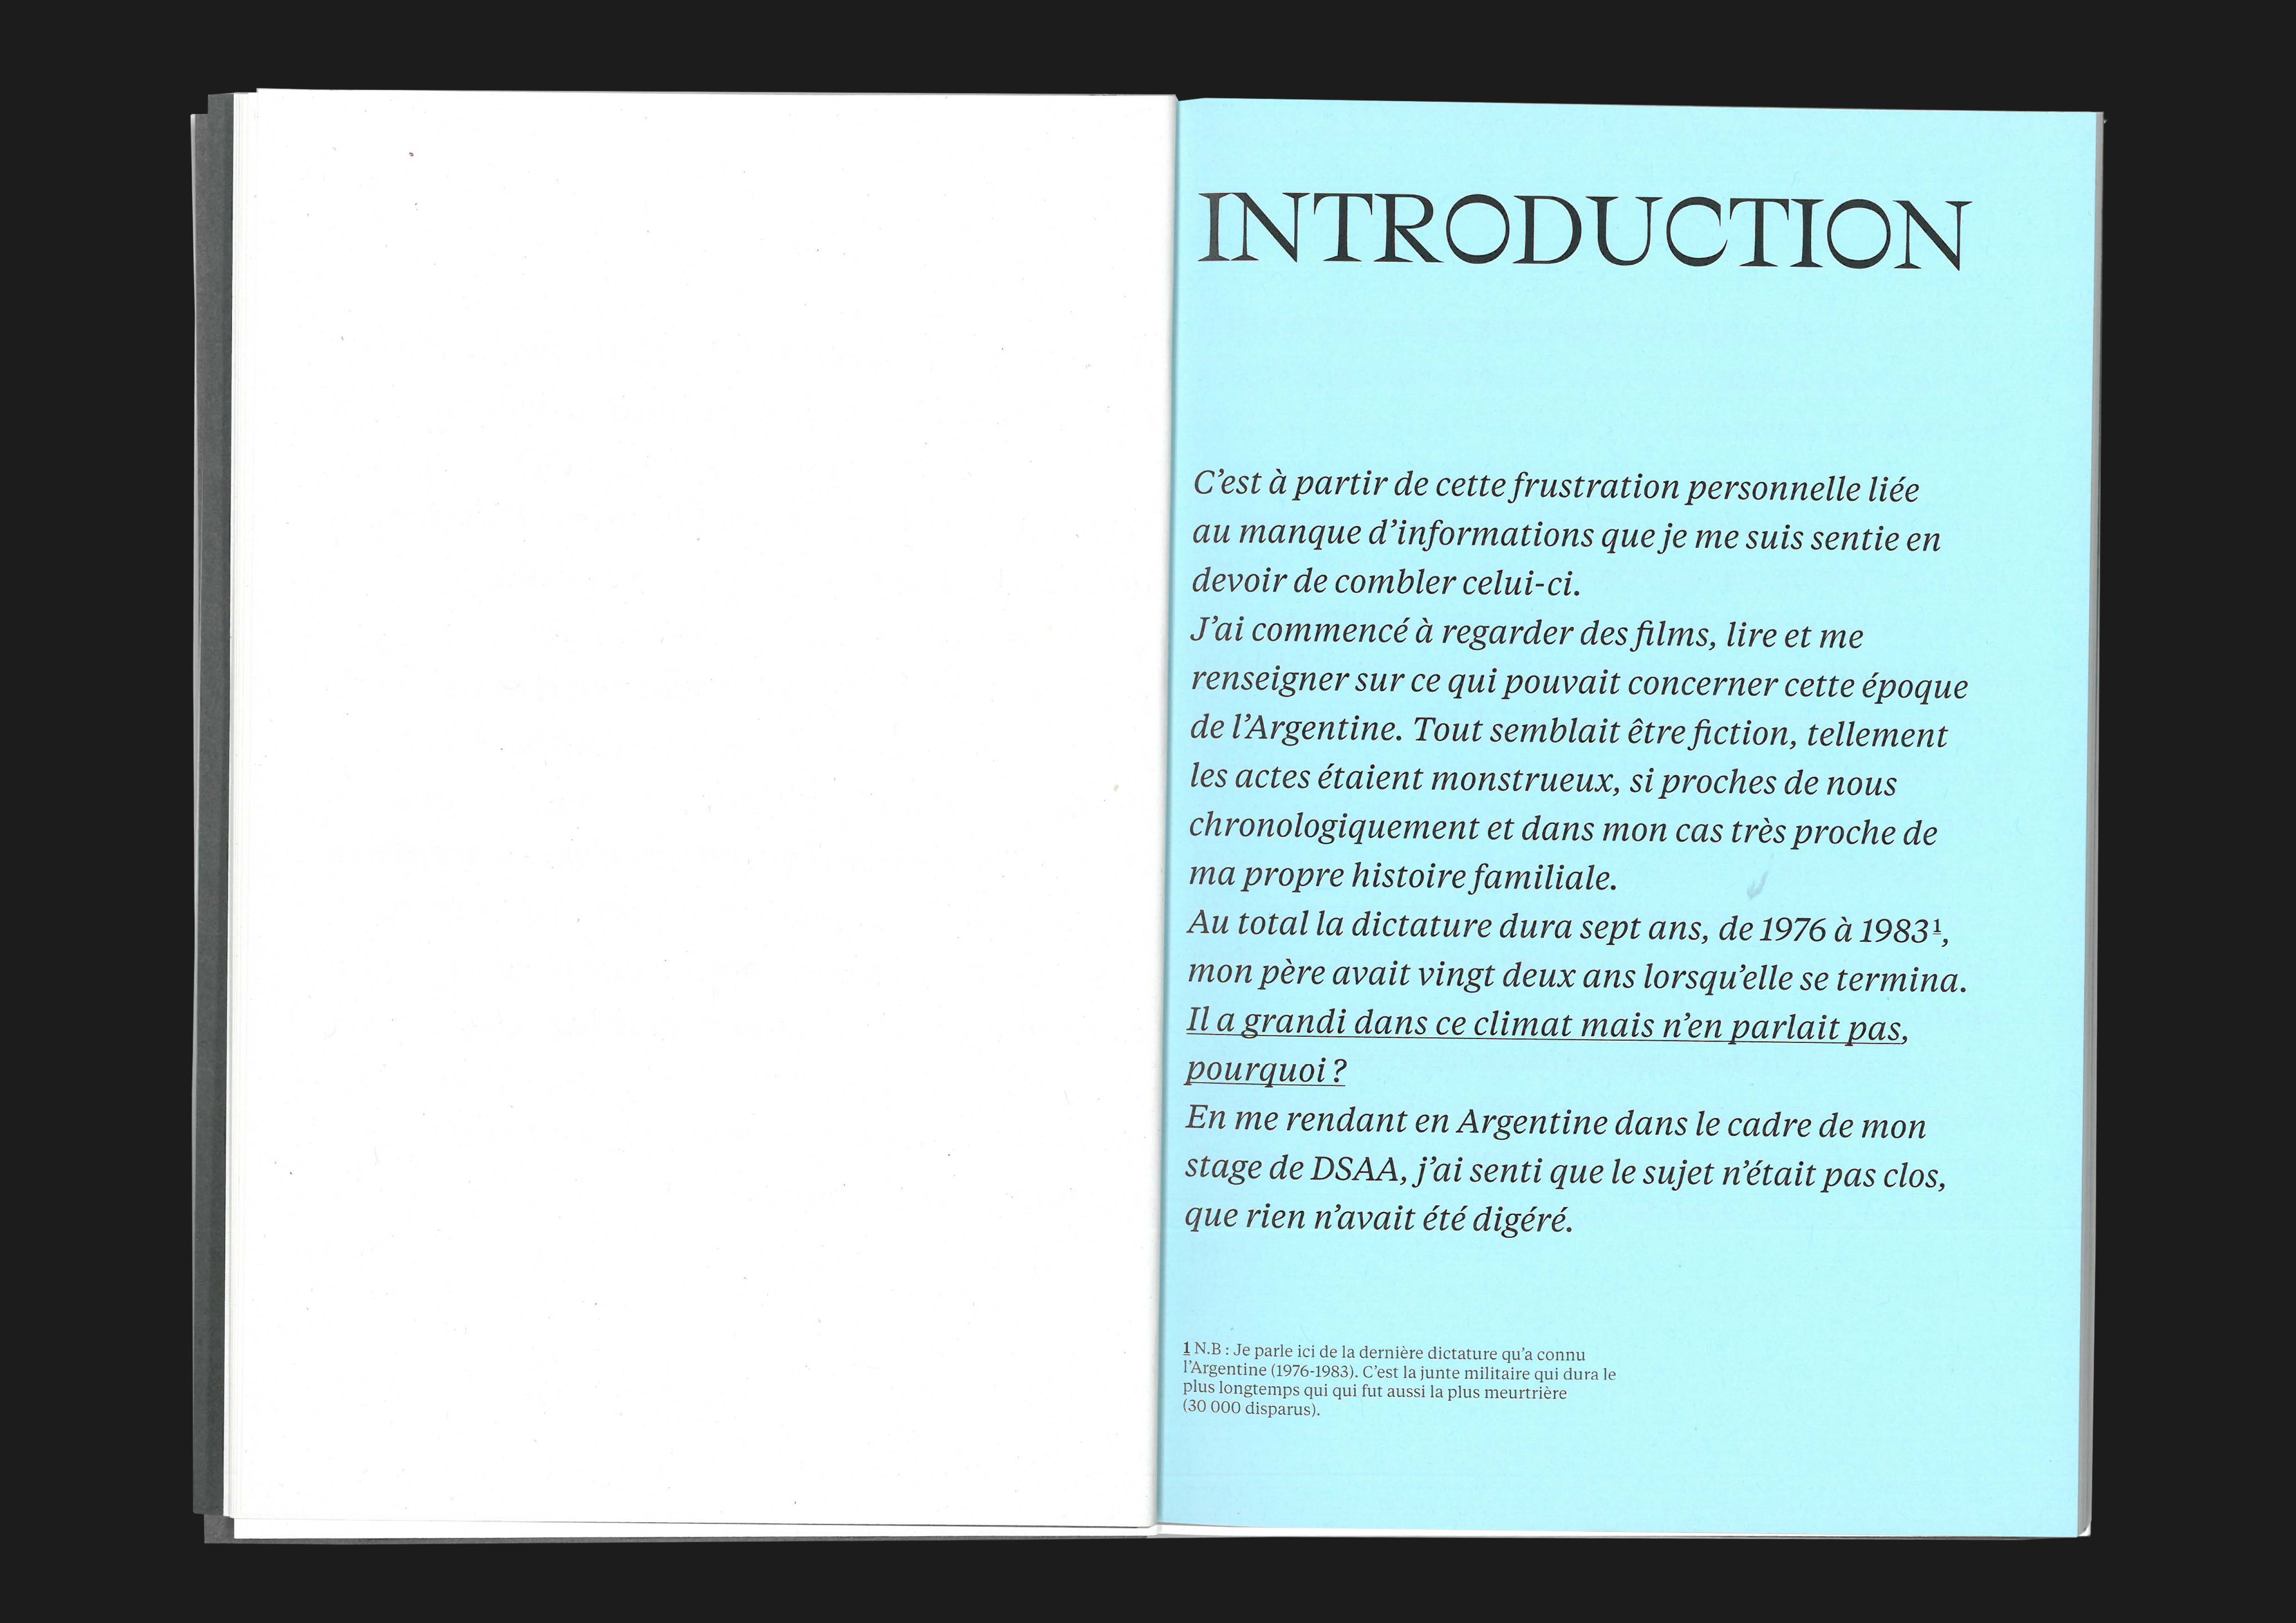 INTRODUCTION
C’est à partir de cette frustration personnelle liée
au manque d’informations que je me suis sentie en
devoir de combler celui-ci.
J’ai commencé à regarder des films, lire et me
renseigner sur ce qui pouvait concerner cette époque
de l’Argentine. Tout semblait être fiction, tellement
les actes étaient monstrueux, si proches de nous
chronologiquement et dans mon cas très proche de
ma propre histoire familiale.
Au total la dictature dura sept ans, de 1976 à 1983¹,
mon père avait vingt deux ans lorsqu’elle se termina.
Il a grandi dans ce climat mais n’en parlait pas,
pourquoi ?
En me rendant en Argentine dans le cadre de mon
stage de DSAA, j’ai senti que le sujet n’était pas clos,
que rien n’avait été digéré.
1 N.B : Je parle ici de la dernière dictature qu’a connu
l’Argentine (1976-1983). C’est la junte militaire qui dura le
plus longtemps qui qui fut aussi la plus meurtrière
(30 000 disparus).